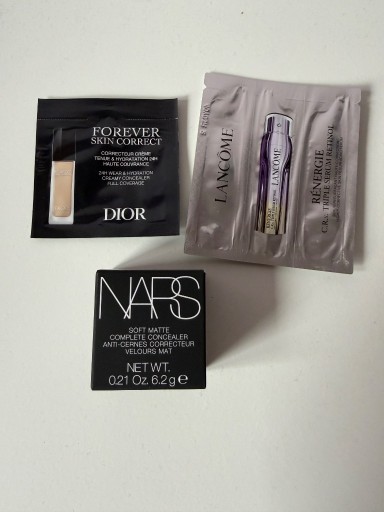 FOREVER
SKIN CORRECT
CORRECTEUR CRÈME
TENUE & HYDRATATION 24H
HAUTE COUVRANCE
24H WEAR & HYDRATION
CREAMY CONCEALER
FULL COVERAGE
DIOR
LANCÔME
LANCÔME
RÉNERGIE
C.R.X. TRIPLE SERUM RETINOL
NARS
SOFT MATTE
COMPLETE CONCEALER
ANTI-CERNES CORRECTEUR
VELOURS MAT
NET WT.
0.21 Oz. 6.2 g ℮